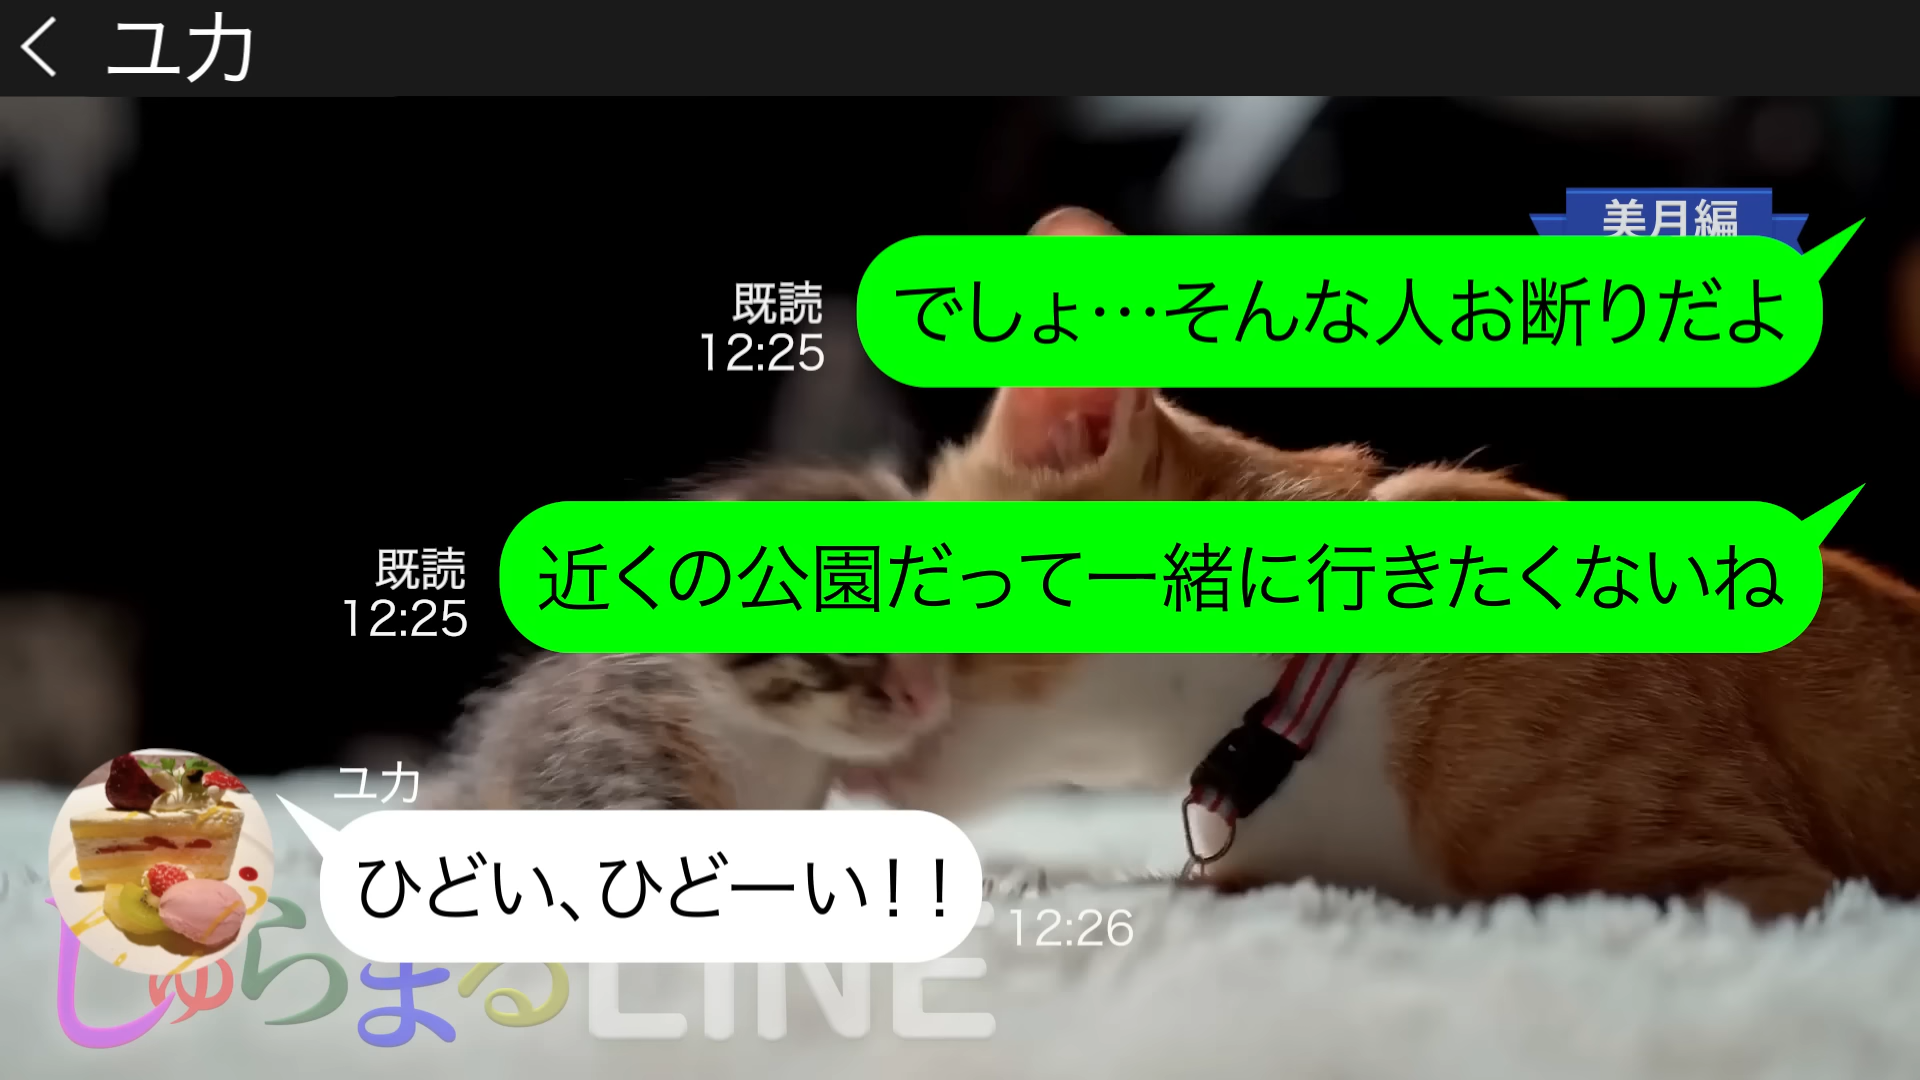 ユカ
美月編
でしょ…そんな人お断りだよ
既読
12:25
近くの公園だって一緒に行きたくないね
既読
12:25
ユカ
ひどい、ひどーい！！
12:26
しゅらまるLINE